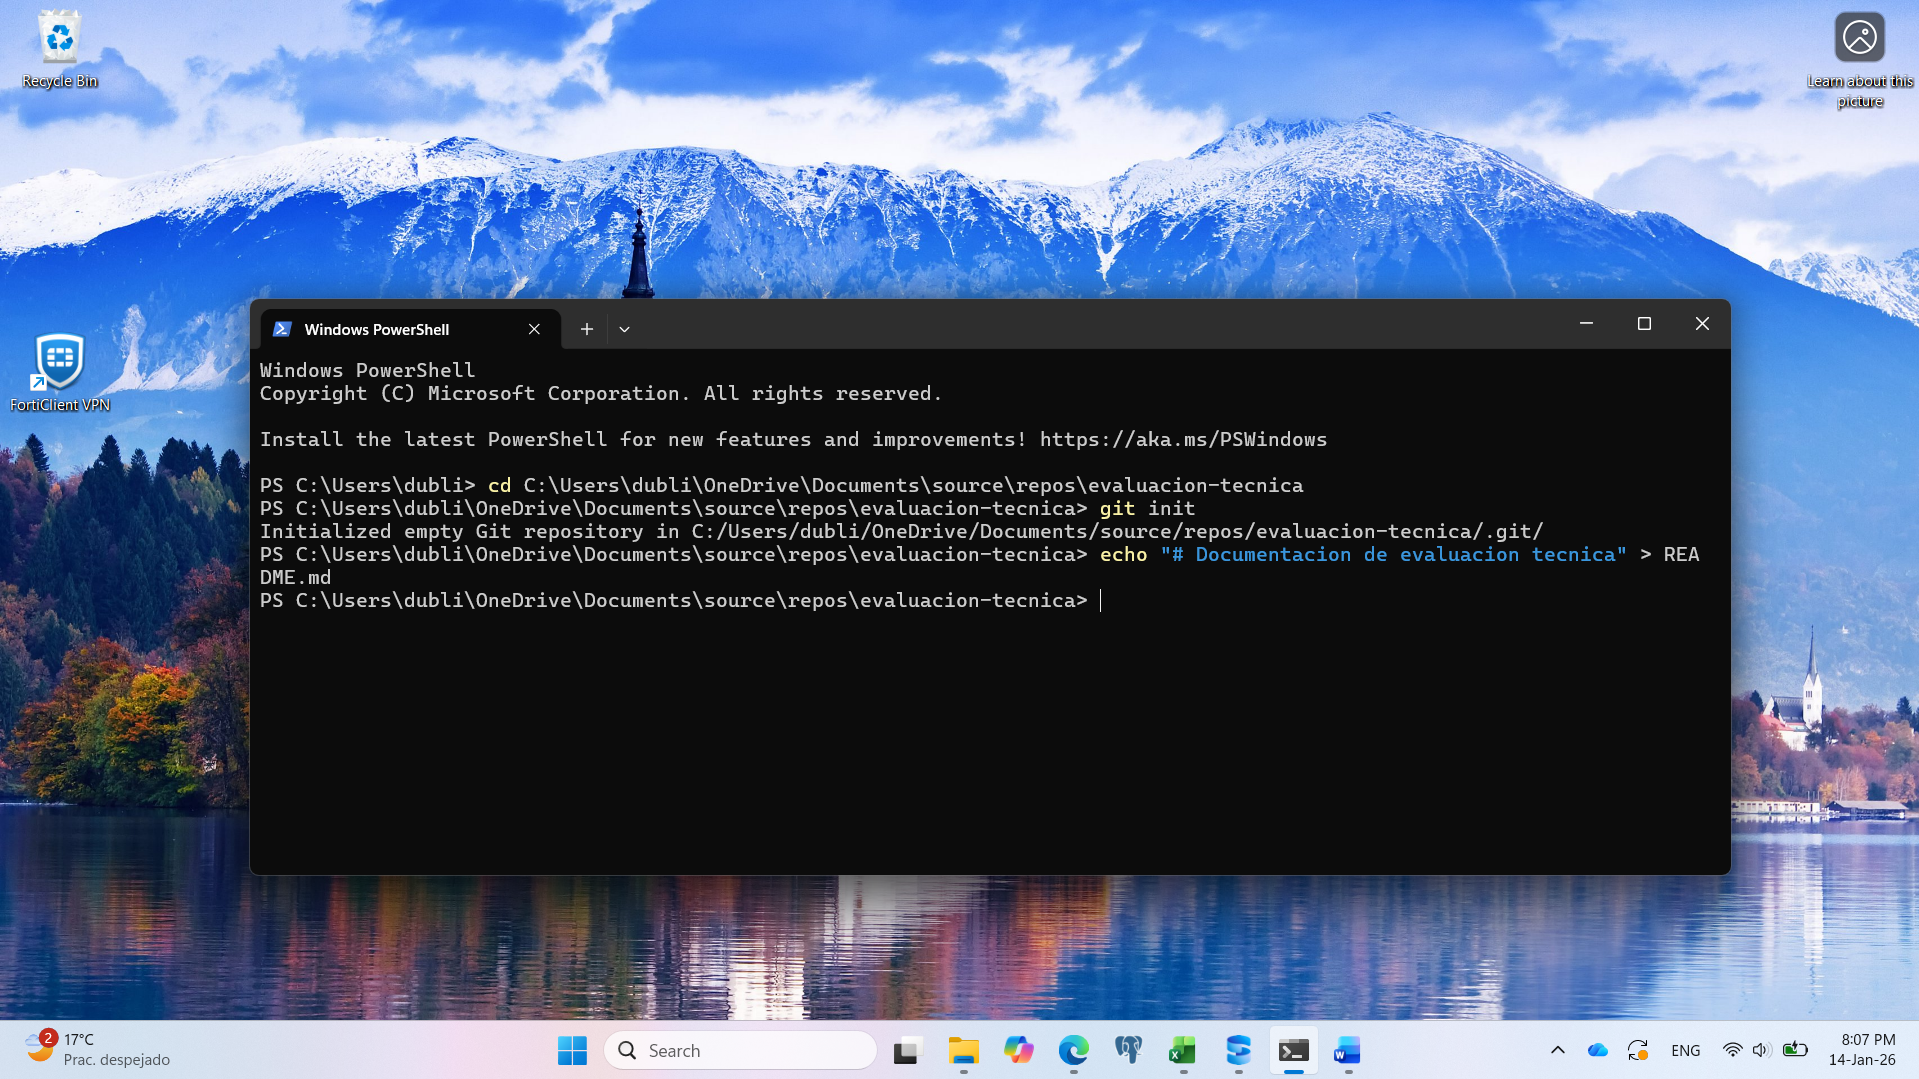 Recycle Bin
Learn about this
picture
FortiClient VPN
Windows PowerShell
Windows PowerShell
Copyright (C) Microsoft Corporation. All rights reserved.
Install the latest PowerShell for new features and improvements! https://aka.ms/PSWindows
PS C:\Users\dubli> cd C:\Users\dubli\OneDrive\Documents\source\repos\evaluacion-tecnica
PS C:\Users\dubli\OneDrive\Documents\source\repos\evaluacion-tecnica> git init
Initialized empty Git repository in C:/Users/dubli/OneDrive/Documents/source/repos/evaluacion-tecnica/.git/
PS C:\Users\dubli\OneDrive\Documents\source\repos\evaluacion-tecnica> echo "# Documentacion de evaluacion tecnica" > REA
DME.md
PS C:\Users\dubli\OneDrive\Documents\source\repos\evaluacion-tecnica>
2
17°C
Prac. despejado
Search
ENG
8:07 PM
14-Jan-26